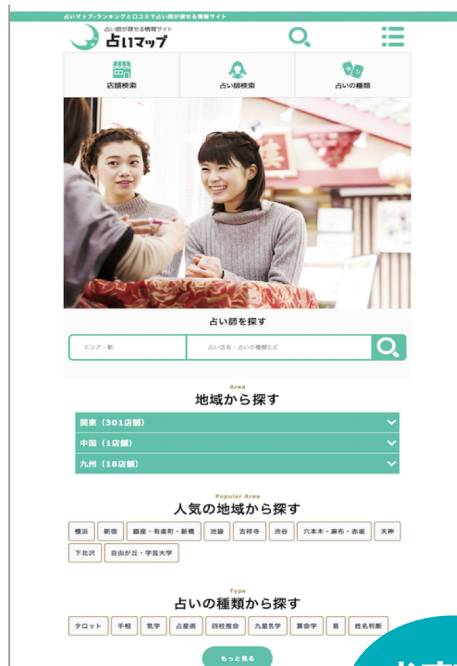 占いマップ-ランキングと口コミで占い師が探せる情報サイト
占い師が探せる情報サイト
占いマップ
店舗検索
占い師検索
占いの種類
占い師を探す
エリア・駅
占い店名・占いの種類など
Area
地域から探す
関東（301店舗）
中国（1店舗）
九州（18店舗）
Popular Area
人気の地域から探す
横浜 新宿 銀座・有楽町・新橋 池袋 吉祥寺 渋谷 六本木・麻布・赤坂 天神
下北沢 自由が丘・学芸大学
Type
占いの種類から探す
タロット 手相 気学 占星術 四柱推命 九星気学 算命学 易 姓名判断
もっと見る